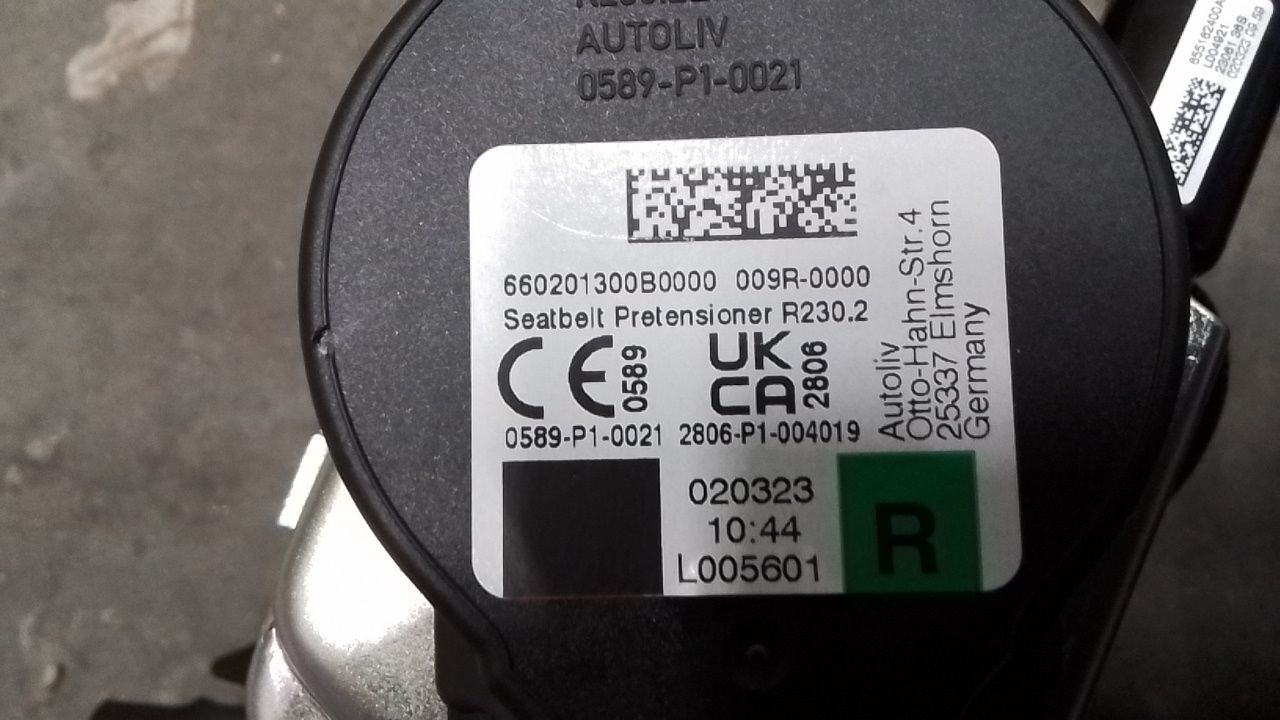 AUTOLIV
0589-P1-0021
660201300B0000 009R-0000
Seatbelt Pretensioner R230.2
CE 0589
UK
CA 2806
0589-P1-0021 2806-P1-004019
020323
10:44
L005601
R
Autoliv
Otto-Hahn-Str.4
25337 Elmshorn
Germany
L004921